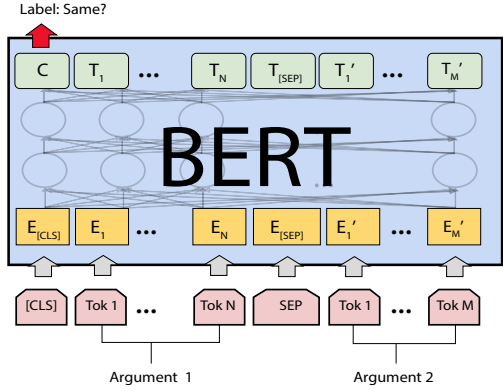 Label: Same?
C T1 ... TN T[SEP] T1′ ... TM′
BERT
E[CLS] E1 ... EN E[SEP] E1′ ... EM′
[CLS] Tok 1 ... Tok N SEP Tok 1 ... Tok M
Argument 1 Argument 2